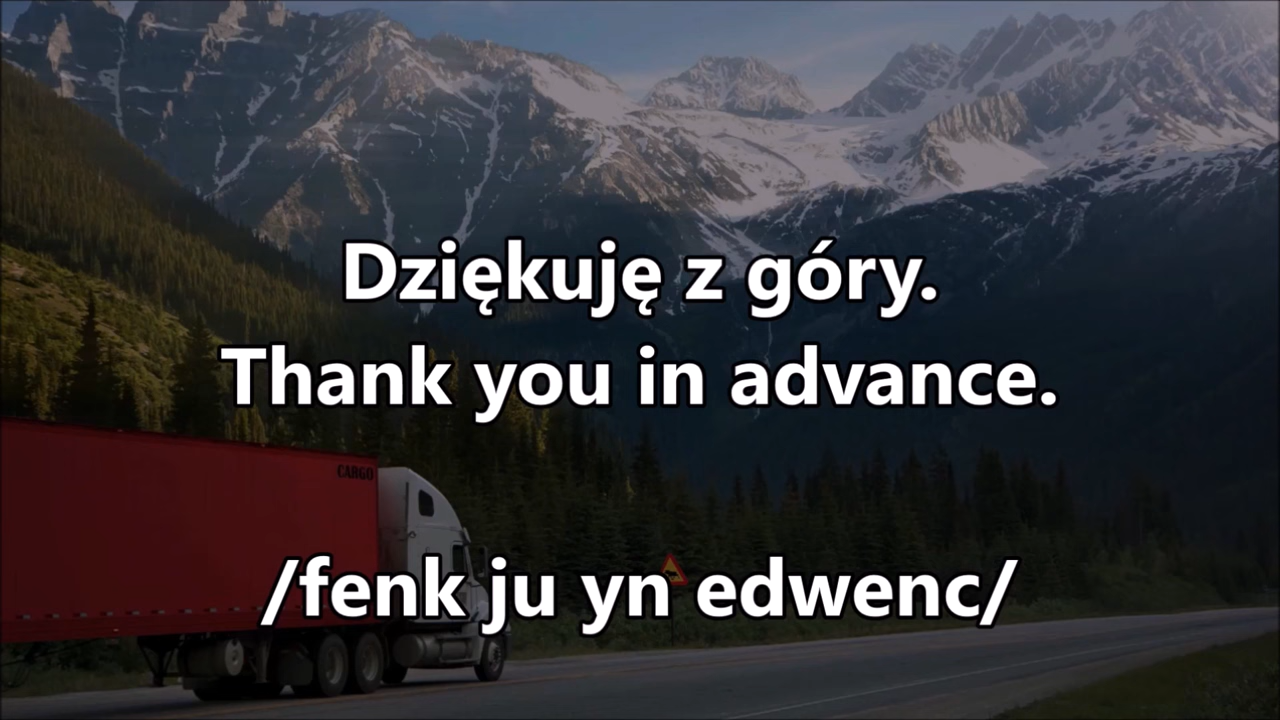 Dziękuję z góry.
Thank you in advance.
CARGO
/fenk ju yn edwenc/